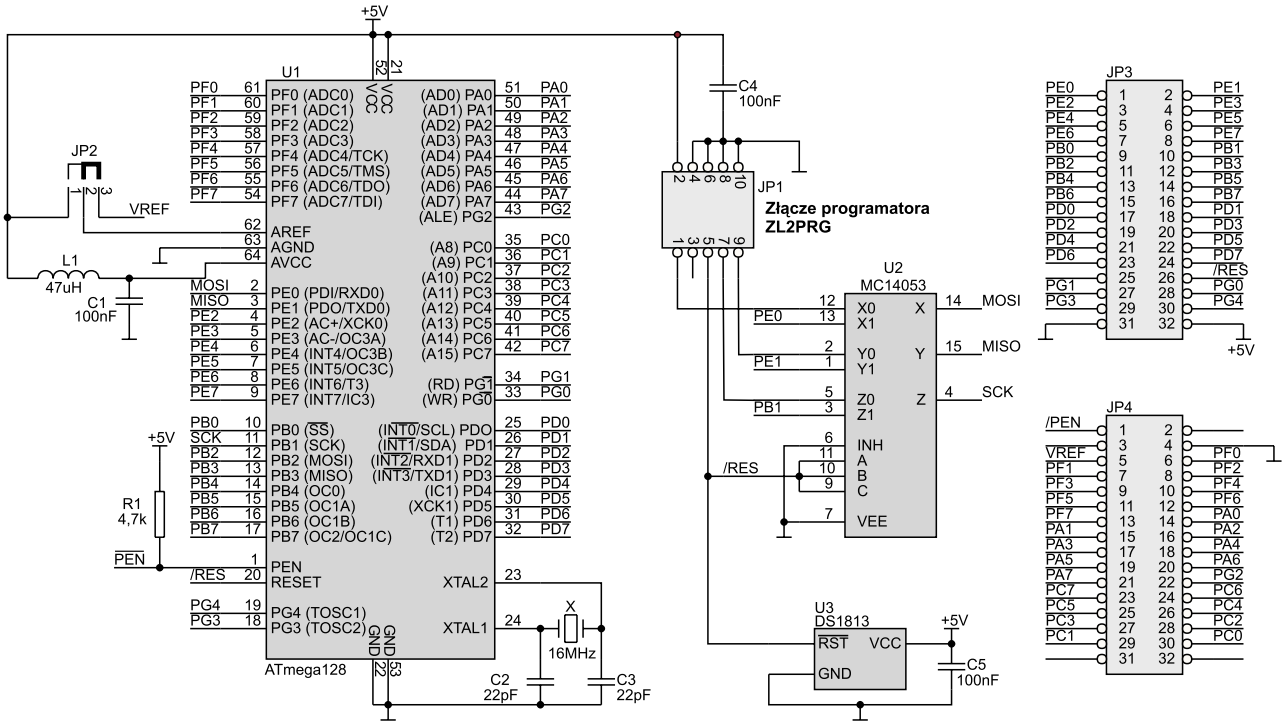 +5V
U1
52 21
VCC VCC
PF0 61 PF0 (ADC0) (AD0) PA0 51 PA0
PF1 60 PF1 (ADC1) (AD1) PA1 50 PA1
PF2 59 PF2 (ADC2) (AD2) PA2 49 PA2
PF3 58 PF3 (ADC3) (AD3) PA3 48 PA3
PF4 57 PF4 (ADC4/TCK (AD4) PA4 47 PA4
PF5 56 PF5 (ADC5/TMS (AD5) PA5 46 PA5
PF6 55 PF6 (ADC6/TDO (AD6) PA6 45 PA6
PF7 54 PF7 (ADC7/TDI) (AD7) PA7 44 PA7
(ALE) PG2 43 PG2
JP2
1 2 3
VREF
62 AREF
63 AGND
64 AVCC
(A8) PC0 35 PC0
(A9) PC1 36 PC1
(A10) PC2 37 PC2
(A11) PC3 38 PC3
(A12) PC4 39 PC4
(A13) PC5 40 PC5
(A14) PC6 41 PC6
(A15) PC7 42 PC7
L1
47uH
C1
100nF
MOSI 2 PE0 (PDI/RXD0)
MISO 3 PE1 (PDO/TXD0)
PE2 4 PE2 (AC+/XCK0)
PE3 5 PE3 (AC-/OC3A)
PE4 6 PE4 (INT4/OC3B)
PE5 7 PE5 (INT5/OC3C)
PE6 8 PE6 (INT6/T3)
PE7 9 PE7 (INT7/IC3)
(RD) PG1 34 PG1
(WR) PG0 33 PG0
PB0 10 PB0 (SS) (INT0/SCL) PDO 25 PD0
SCK 11 PB1 (SCK) (INT1/SDA) PD1 26 PD1
PB2 12 PB2 (MOSI) (INT2/RXD1) PD2 27 PD2
PB3 13 PB3 (MISO) (INT3/TXD1) PD3 28 PD3
PB4 14 PB4 (OC0) (IC1) PD4 29 PD4
PB5 15 PB5 (OC1A) (XCK1) PD5 30 PD5
PB6 16 PB6 (OC1B) (T1) PD6 31 PD6
PB7 17 PB7 (OC2/OC1C) (T2) PD7 32 PD7
+5V
R1
4,7k
PEN 1 PEN
/RES 20 RESET
PG4 19 PG4 (TOSC1)
PG3 18 PG3 (TOSC2)
XTAL2 23
XTAL1 24
X
16MHz
GND GND
22 53
ATmega128
C2
22pF
C3
22pF
C4
100nF
2 4 6 8 10
JP1
Złącze programatora
ZL2PRG
1 3 5 7 9
U2
MC14053
12 X0 X 14 MOSI
PE0 13 X1
2 Y0 Y 15 MISO
PE1 1 Y1
5 Z0 Z 4 SCK
PB1 3 Z1
6 INH
11 A
/RES 10 B
9 C
7 VEE
U3
DS1813
RST VCC
GND
+5V
C5
100nF
JP3
PE0 1 2 PE1
PE2 3 4 PE3
PE4 5 6 PE5
PE6 7 8 PE7
PB0 9 10 PB1
PB2 11 12 PB3
PB4 13 14 PB5
PB6 15 16 PB7
PD0 17 18 PD1
PD2 19 20 PD3
PD4 21 22 PD5
PD6 23 24 PD7
25 26 /RES
PG1 27 28 PG0
PG3 29 30 PG4
31 32
+5V
JP4
/PEN 1 2
3 4
VREF 5 6 PF0
PF1 7 8 PF2
PF3 9 10 PF4
PF5 11 12 PF6
PF7 13 14 PA0
PA1 15 16 PA2
PA3 17 18 PA4
PA5 19 20 PA6
PA7 21 22 PG2
PC7 23 24 PC6
PC5 25 26 PC4
PC3 27 28 PC2
PC1 29 30 PC0
31 32